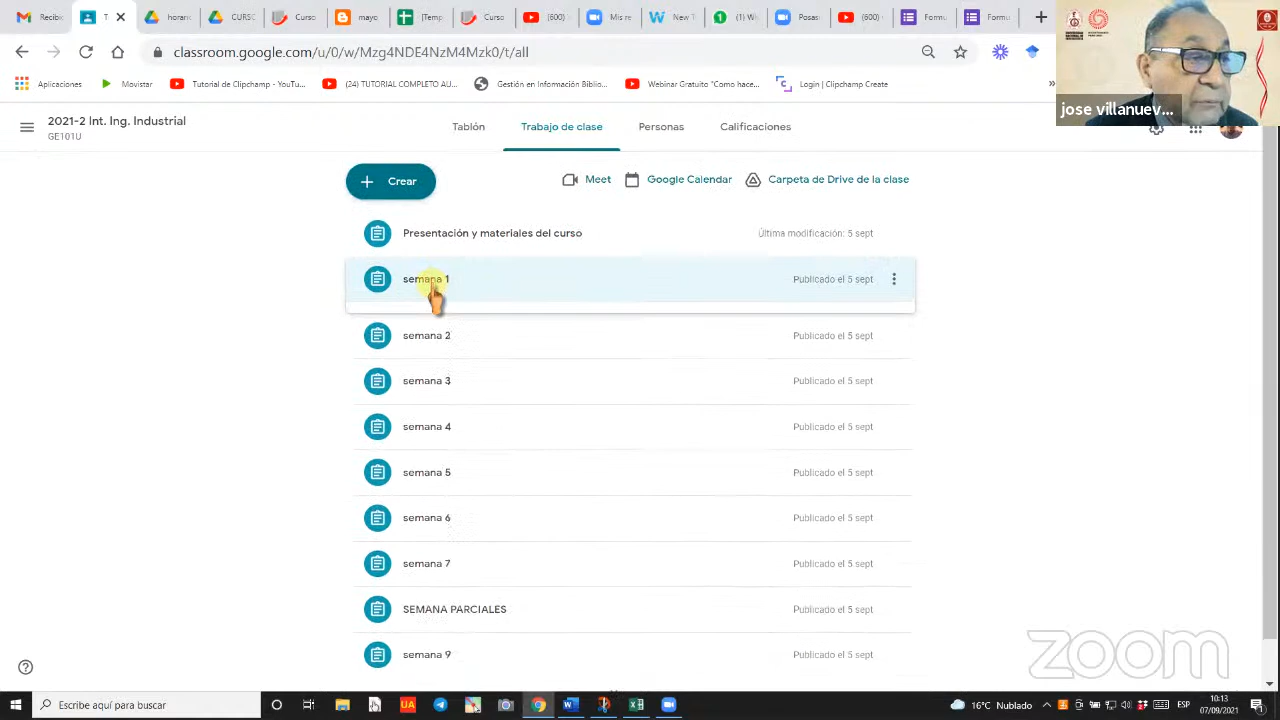 Recibi
Industri
CURSO
Curso
mayo
Form
Curso
(600)
Mis re
New T
(1) W
Posas
(600)
Formu
Formu
classroom.google.com
/t/all
Aplicaciones
Movistar
Tutorial de Clipchamp - YouTu...
(24) TUTORIAL COMPLETO AU...
Curso en Información Biblio...
Webinar Gratuito "Como hace...
Login | Clipchamp Create
»
jose villanuev...
2021-2 Int. Ing. Industrial
GE101U
Tablón
Trabajo de clase
Personas
Calificaciones
Crear
Meet
Google Calendar
Carpeta de Drive de la clase
Presentación y materiales del curso
Última modificación: 5 sept
semana 1
Publicado el 5 sept
semana 2
Publicado el 5 sept
semana 3
Publicado el 5 sept
semana 4
Publicado el 5 sept
semana 5
Publicado el 5 sept
semana 6
Publicado el 5 sept
semana 7
Publicado el 5 sept
SEMANA PARCIALES
Publicado el 5 sept
semana 9
Publicado el 5 sept
zoom
Escribe aquí para buscar
16°C Nublado
ESP
10:13
07/09/2021